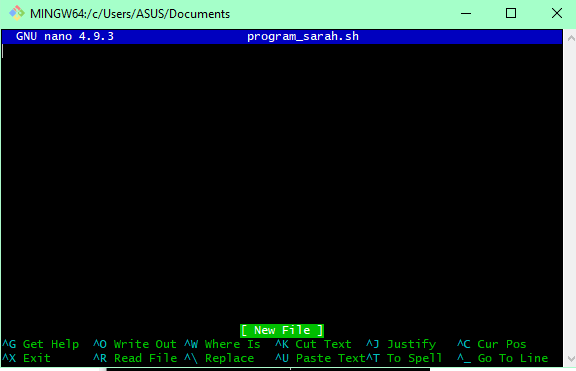 MINGW64:/c/Users/ASUS/Documents
GNU nano 4.9.3 program_sarah.sh
[ New File ]
^G Get Help ^O Write Out ^W Where Is ^K Cut Text ^J Justify ^C Cur Pos
^X Exit ^R Read File ^\ Replace ^U Paste Text ^T To Spell ^_ Go To Line